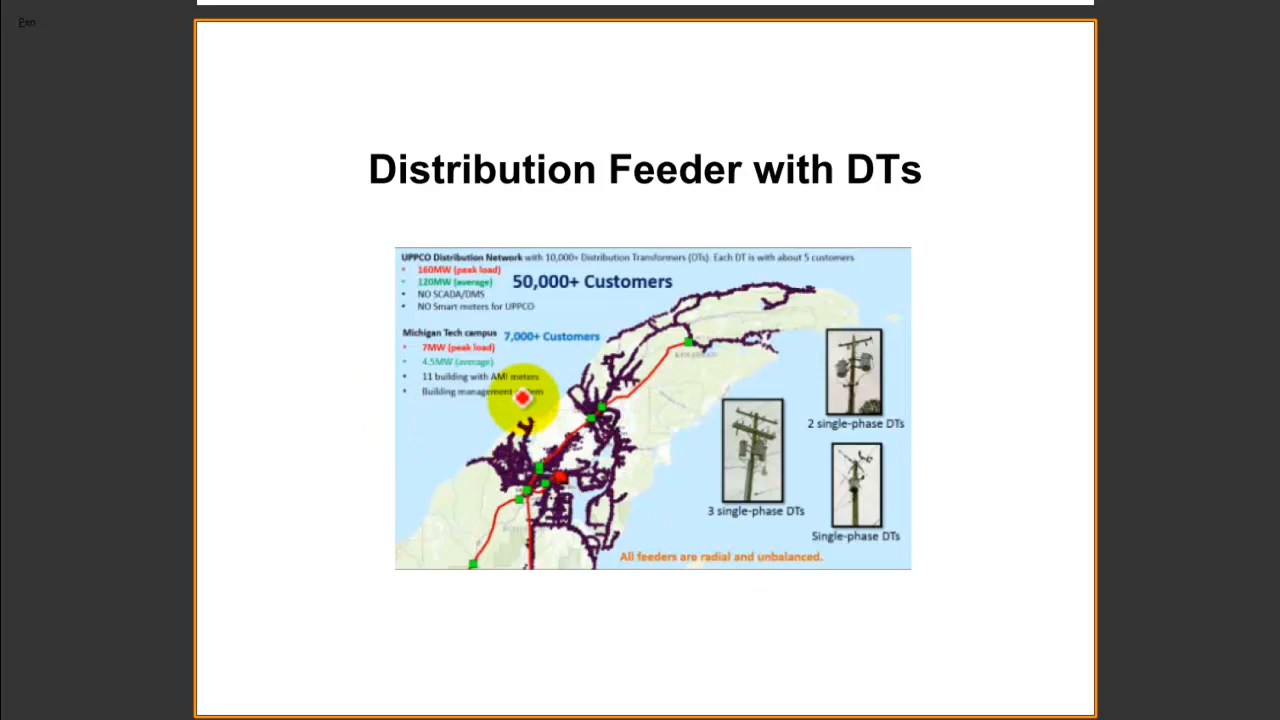 Pen
Distribution Feeder with DTs
UPPCO Distribution Network with 10,000+ Distribution Transformers (DTs). Each DT is with about 5 customers
• 160MW (peak load)
• 120MW (average)
50,000+ Customers
• NO SCADA/DMS
• NO Smart meters for UPPCO
Michigan Tech campus
7,000+ Customers
• 7MW (peak load)
• 4.5MW (average)
• 11 building with AMI meters
• Building management
2 single-phase DTs
3 single-phase DTs
Single-phase DTs
All feeders are radial and unbalanced.